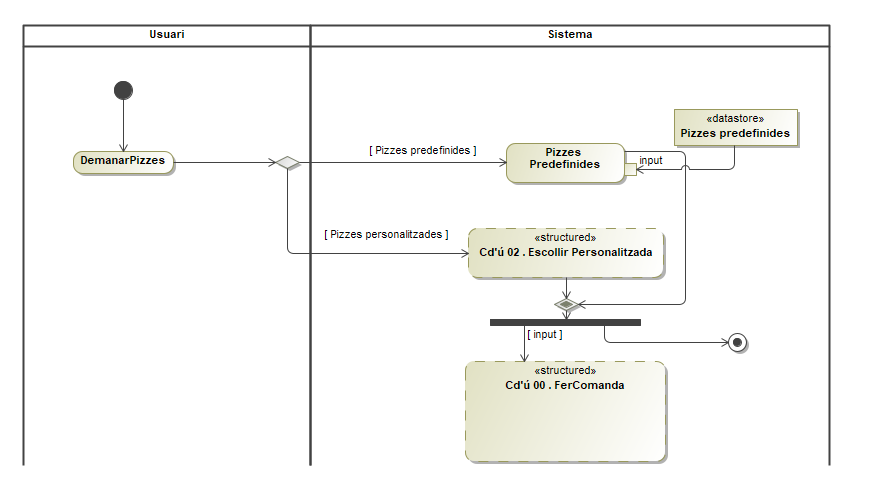 Usuari
Sistema
«datastore»
Pizzes predefinides
[ Pizzes predefinides ]
Pizzes
Predefinides
input
DemanarPizzes
[ Pizzes personalitzades ]
«structured»
Cd'ú 02 . Escollir Personalitzada
[ input ]
«structured»
Cd'ú 00 . FerComanda